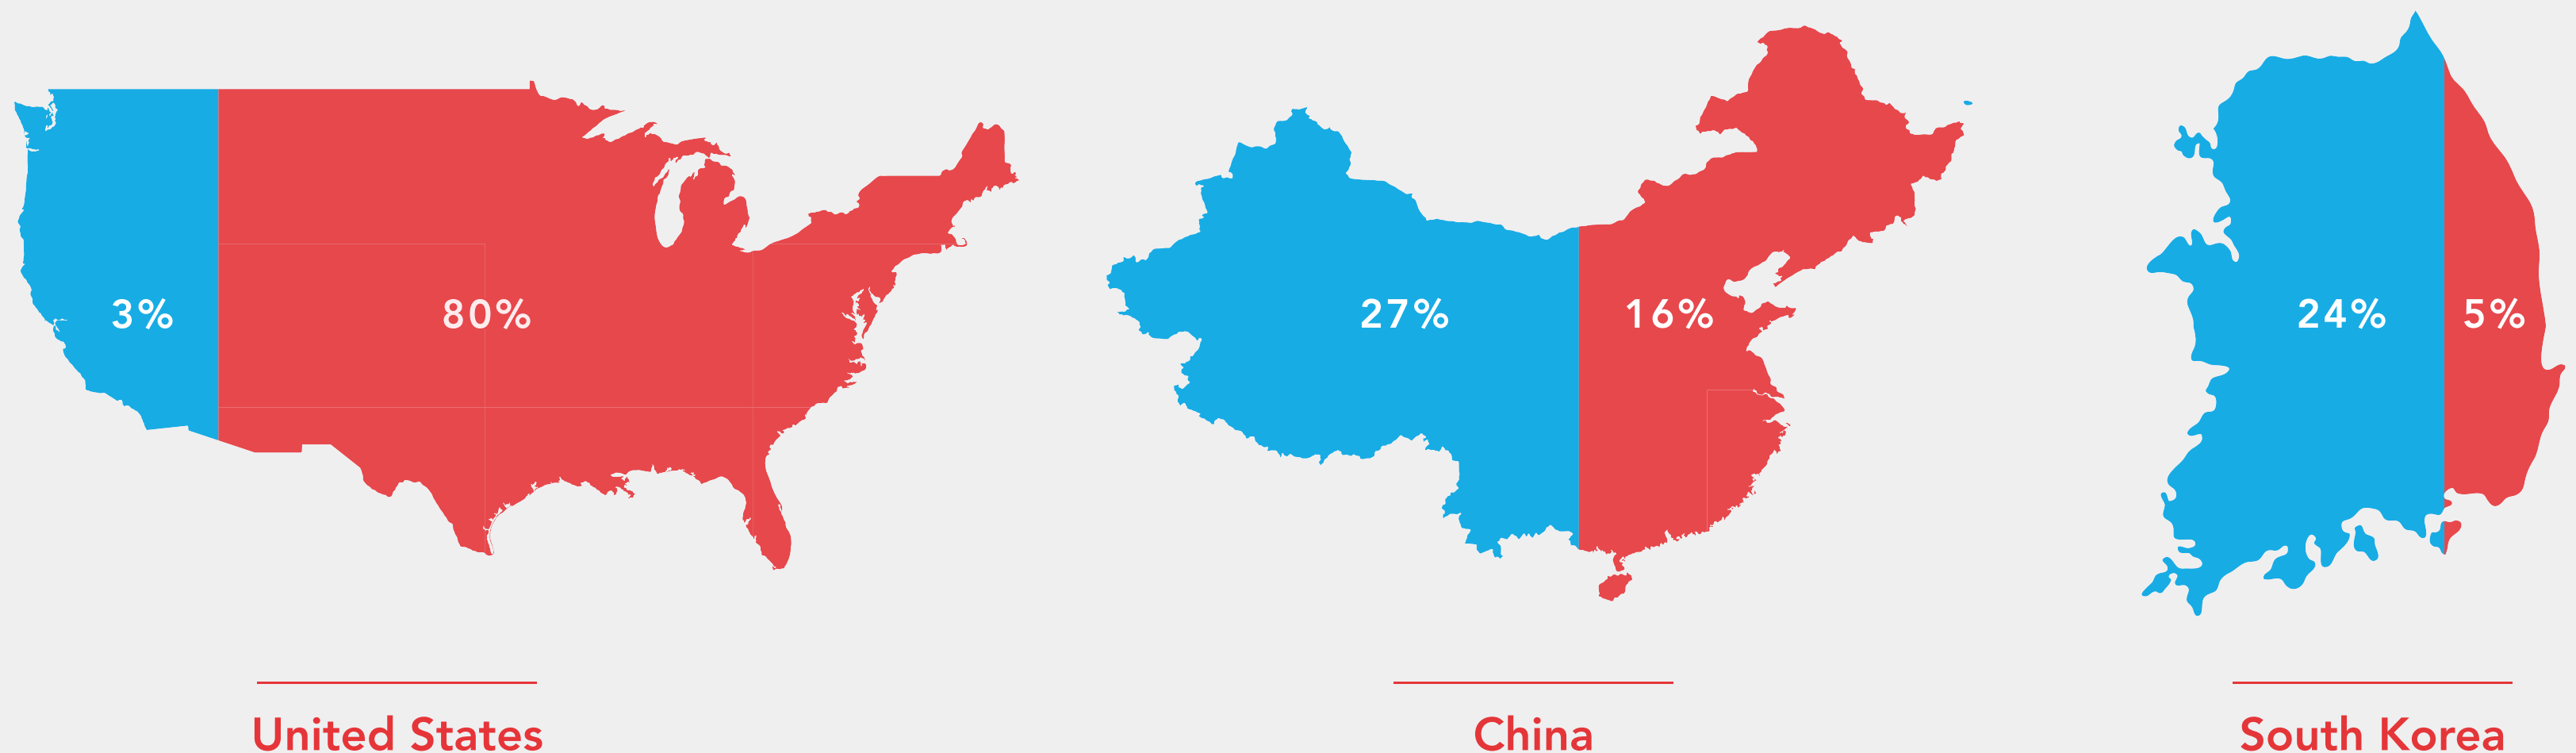 3%
80%
27%
16%
24%
5%
United States
China
South Korea